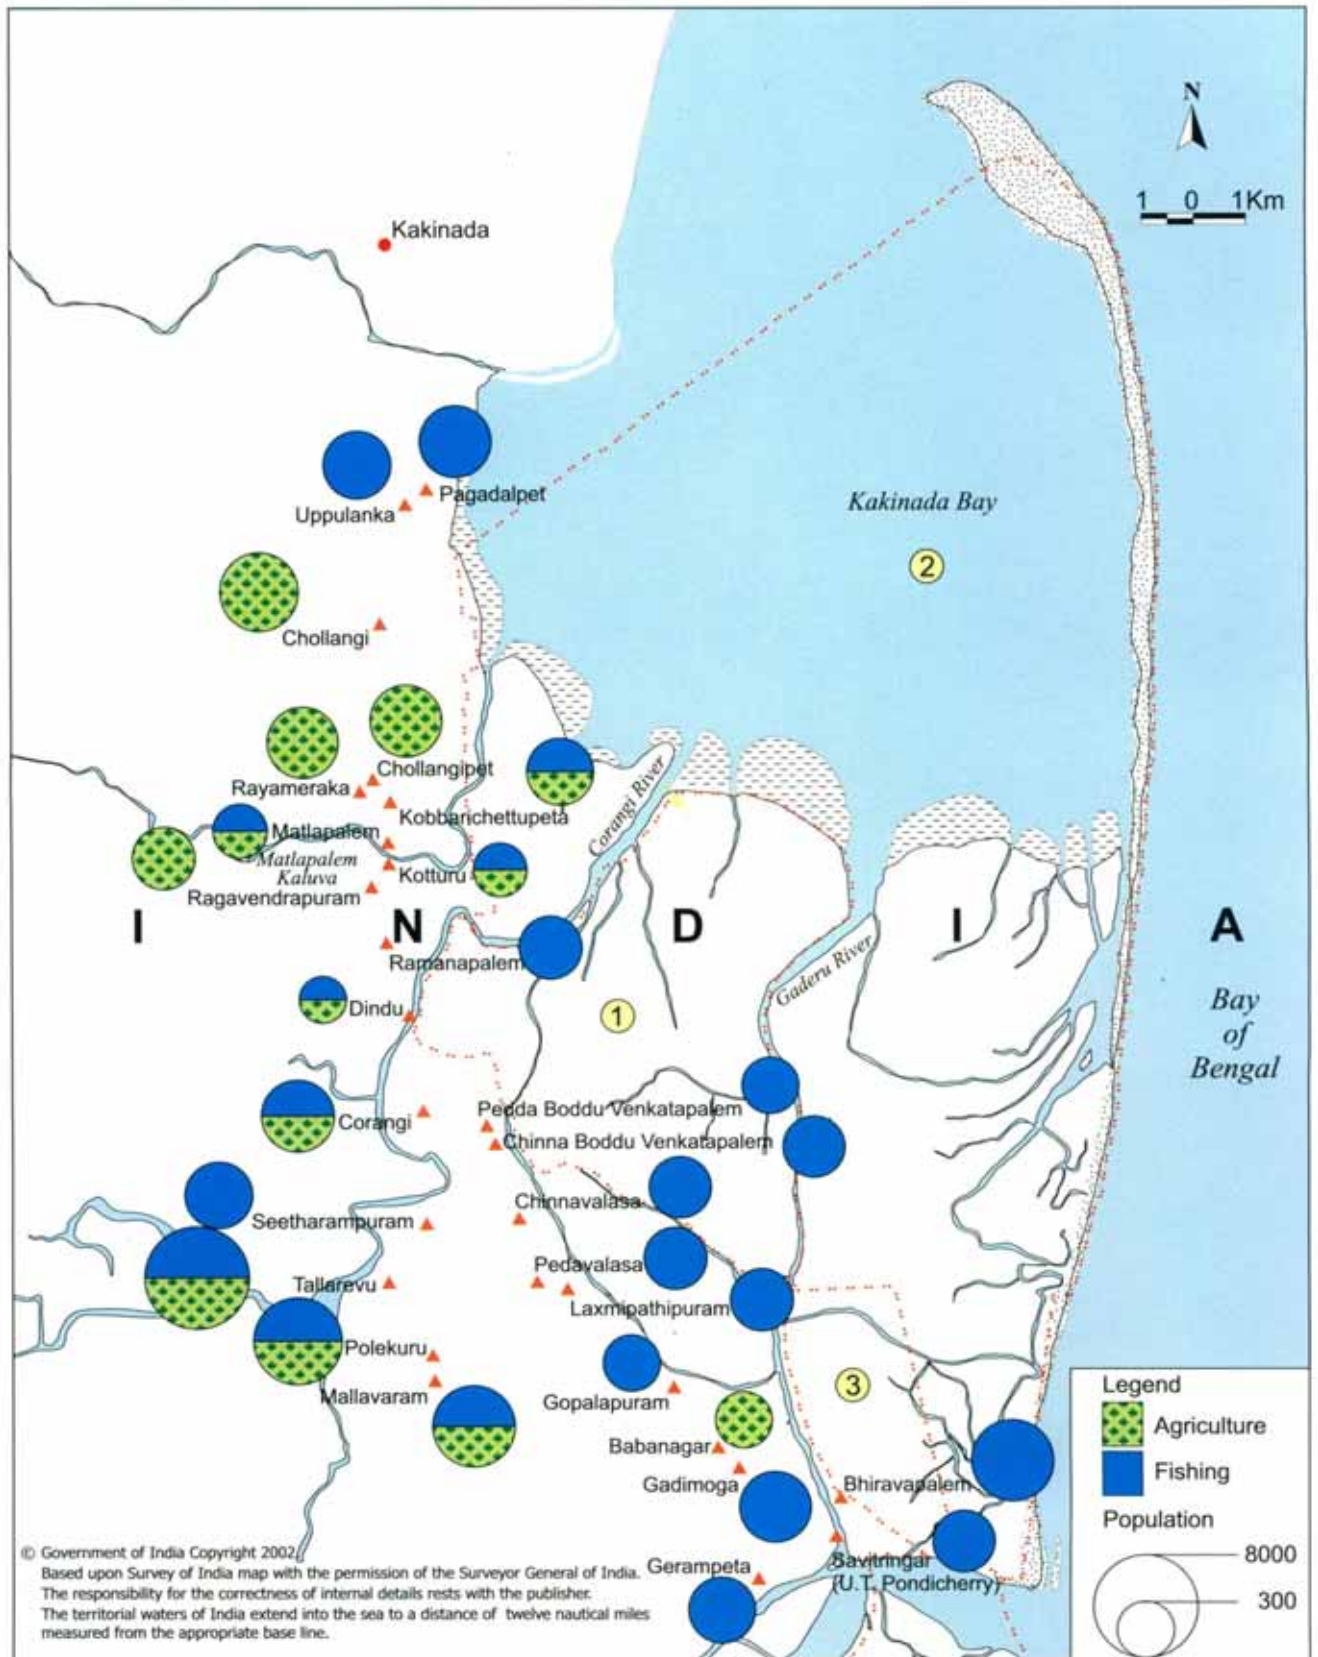 N
1 0 1Km
Kakinada
Pagadalpet
Uppulanka
Kakinada Bay
2
Chollangi
Chollangipet
Rayameraka
Kobbarichettupeta
Corangi River
Matlapalem
Matlapalem
Kaluva
Kotturu
Ragavendrapuram
I N D I A
Ramanapalem
Gaderu River
Dindu
1
Bay
of
Bengal
Pedda Boddu Venkatapalem
Corangi
Chinna Boddu Venkatapalem
Chinnavalasa
Seetharampuram
Pedavalasa
Tallarevu
Laxmipathipuram
Polekuru
3
Mallavaram
Gopalapuram
Babanagar
Gadimoga
Bhiravapalem
Gerampeta
Savitringar
(U.T. Pondicherry)
Legend
Agriculture
Fishing
Population
8000
300
© Government of India Copyright 2002.
Based upon Survey of India map with the permission of the Surveyor General of India.
The responsibility for the correctness of internal details rests with the publisher.
The territorial waters of India extend into the sea to a distance of twelve nautical miles
measured from the appropriate base line.